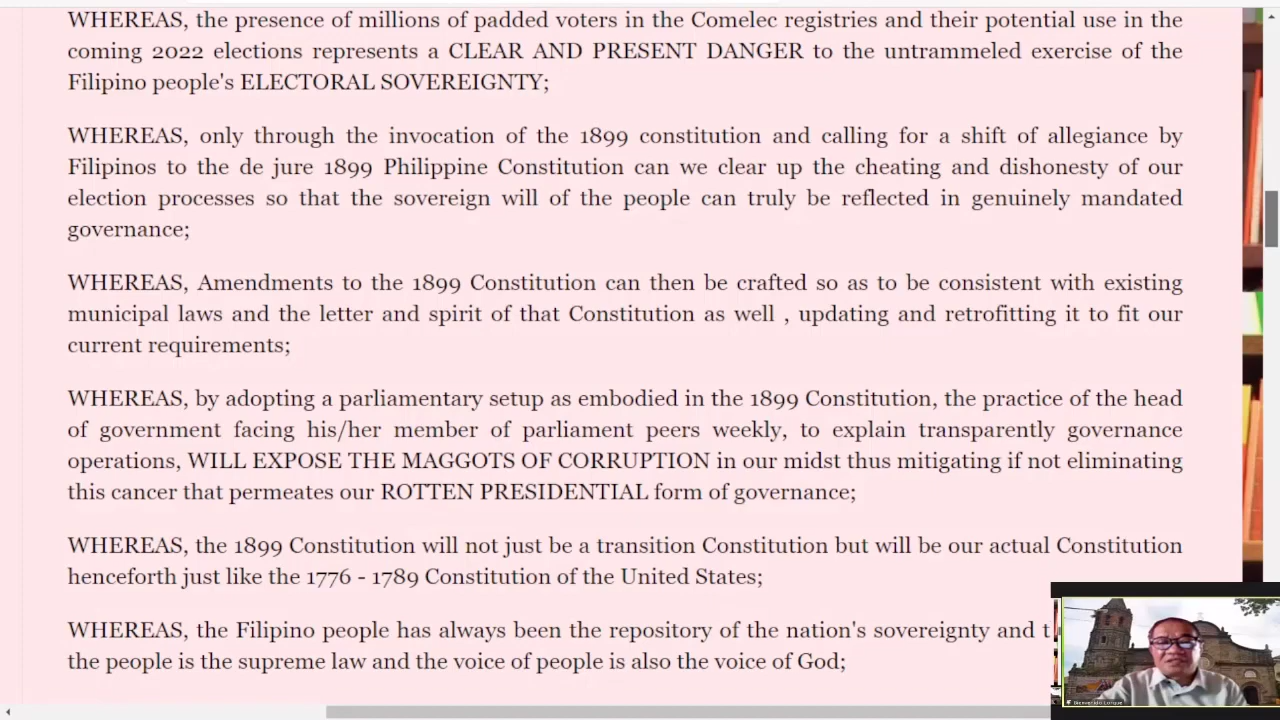 WHEREAS, the presence of millions of padded voters in the Comelec registries and their potential use in the
coming 2022 elections represents a CLEAR AND PRESENT DANGER to the untrammeled exercise of the
Filipino people's ELECTORAL SOVEREIGNTY;
WHEREAS, only through the invocation of the 1899 constitution and calling for a shift of allegiance by
Filipinos to the de jure 1899 Philippine Constitution can we clear up the cheating and dishonesty of our
election processes so that the sovereign will of the people can truly be reflected in genuinely mandated
governance;
WHEREAS, Amendments to the 1899 Constitution can then be crafted so as to be consistent with existing
municipal laws and the letter and spirit of that Constitution as well , updating and retrofitting it to fit our
current requirements;
WHEREAS, by adopting a parliamentary setup as embodied in the 1899 Constitution, the practice of the head
of government facing his/her member of parliament peers weekly, to explain transparently governance
operations, WILL EXPOSE THE MAGGOTS OF CORRUPTION in our midst thus mitigating if not eliminating
this cancer that permeates our ROTTEN PRESIDENTIAL form of governance;
WHEREAS, the 1899 Constitution will not just be a transition Constitution but will be our actual Constitution
henceforth just like the 1776 - 1789 Constitution of the United States;
WHEREAS, the Filipino people has always been the repository of the nation's sovereignty and
the people is the supreme law and the voice of people is also the voice of God;